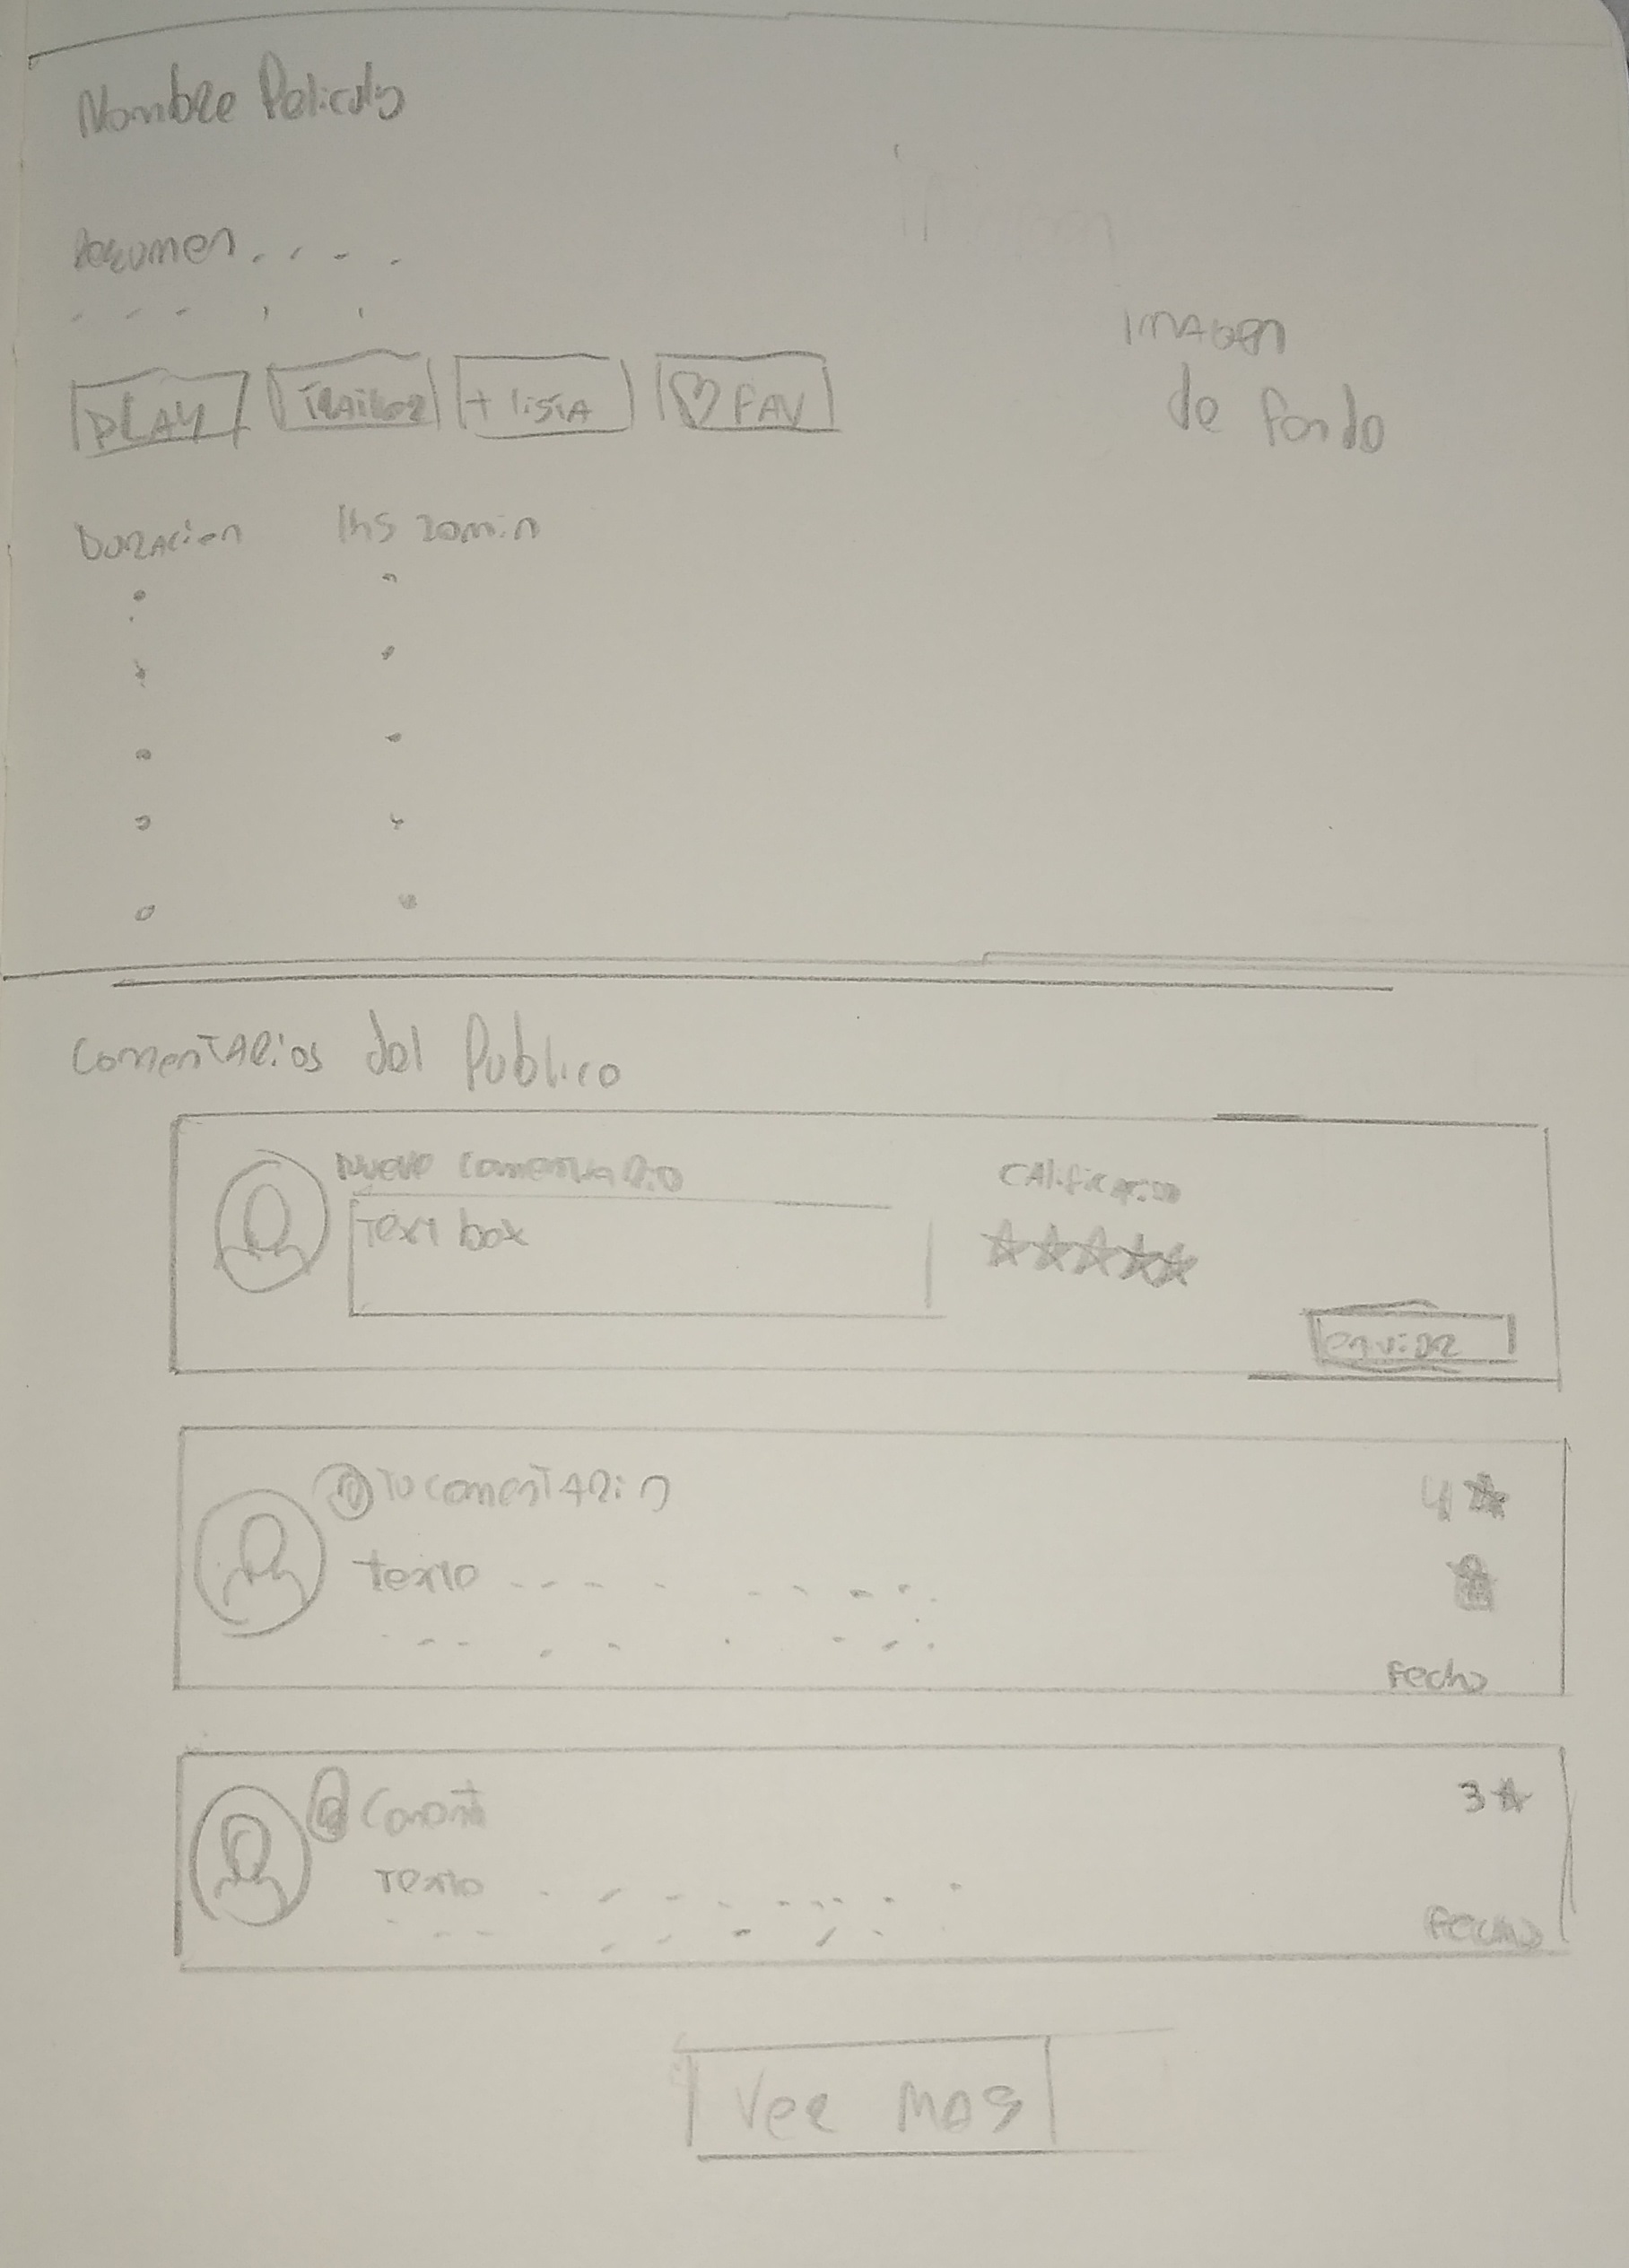 Nombre Pelicula
Resumen . . . .
PLAY TRAILER + lista ♡ FAV
IMAGEN
de fondo
Duracion 1hs 20min
Comentarios del Publico
Nuevo comentario
Calificacion
Text box
☆☆☆☆☆
enviar
Tu comentario 4 ☆
texto
Fecha
Coment 3 ☆
Texto
Fecha
Ver MAS